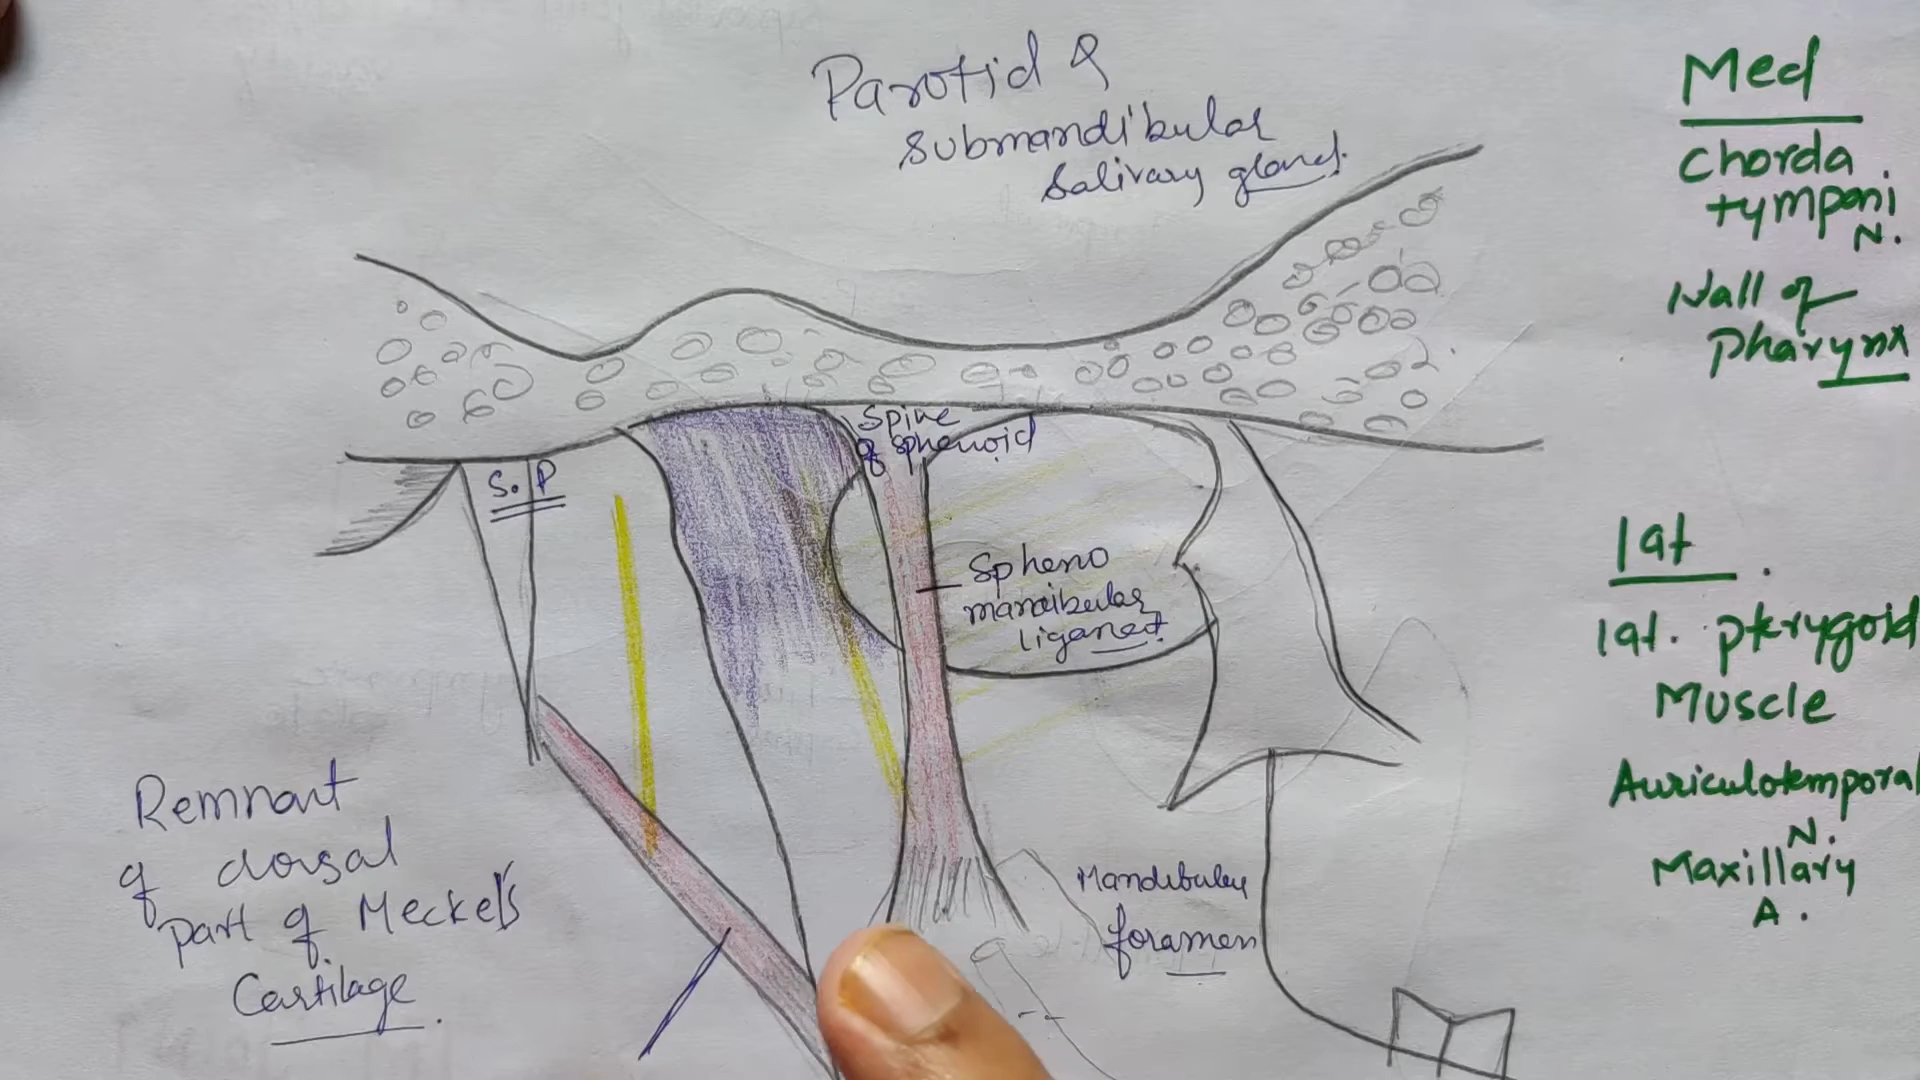 Parotid &
Submandibular
Salivary gland.
Med
Chorda
tympani
N.
Wall of
Pharynx
Spine
of sphenoid
S.P
Spheno
mandibular
ligament
lat.
lat. pterygoid
Muscle
Auriculotemporal
N.
Maxillary
A.
Remnant
of dorsal
part of Meckel's
Cartilage.
Mandibular
foramen